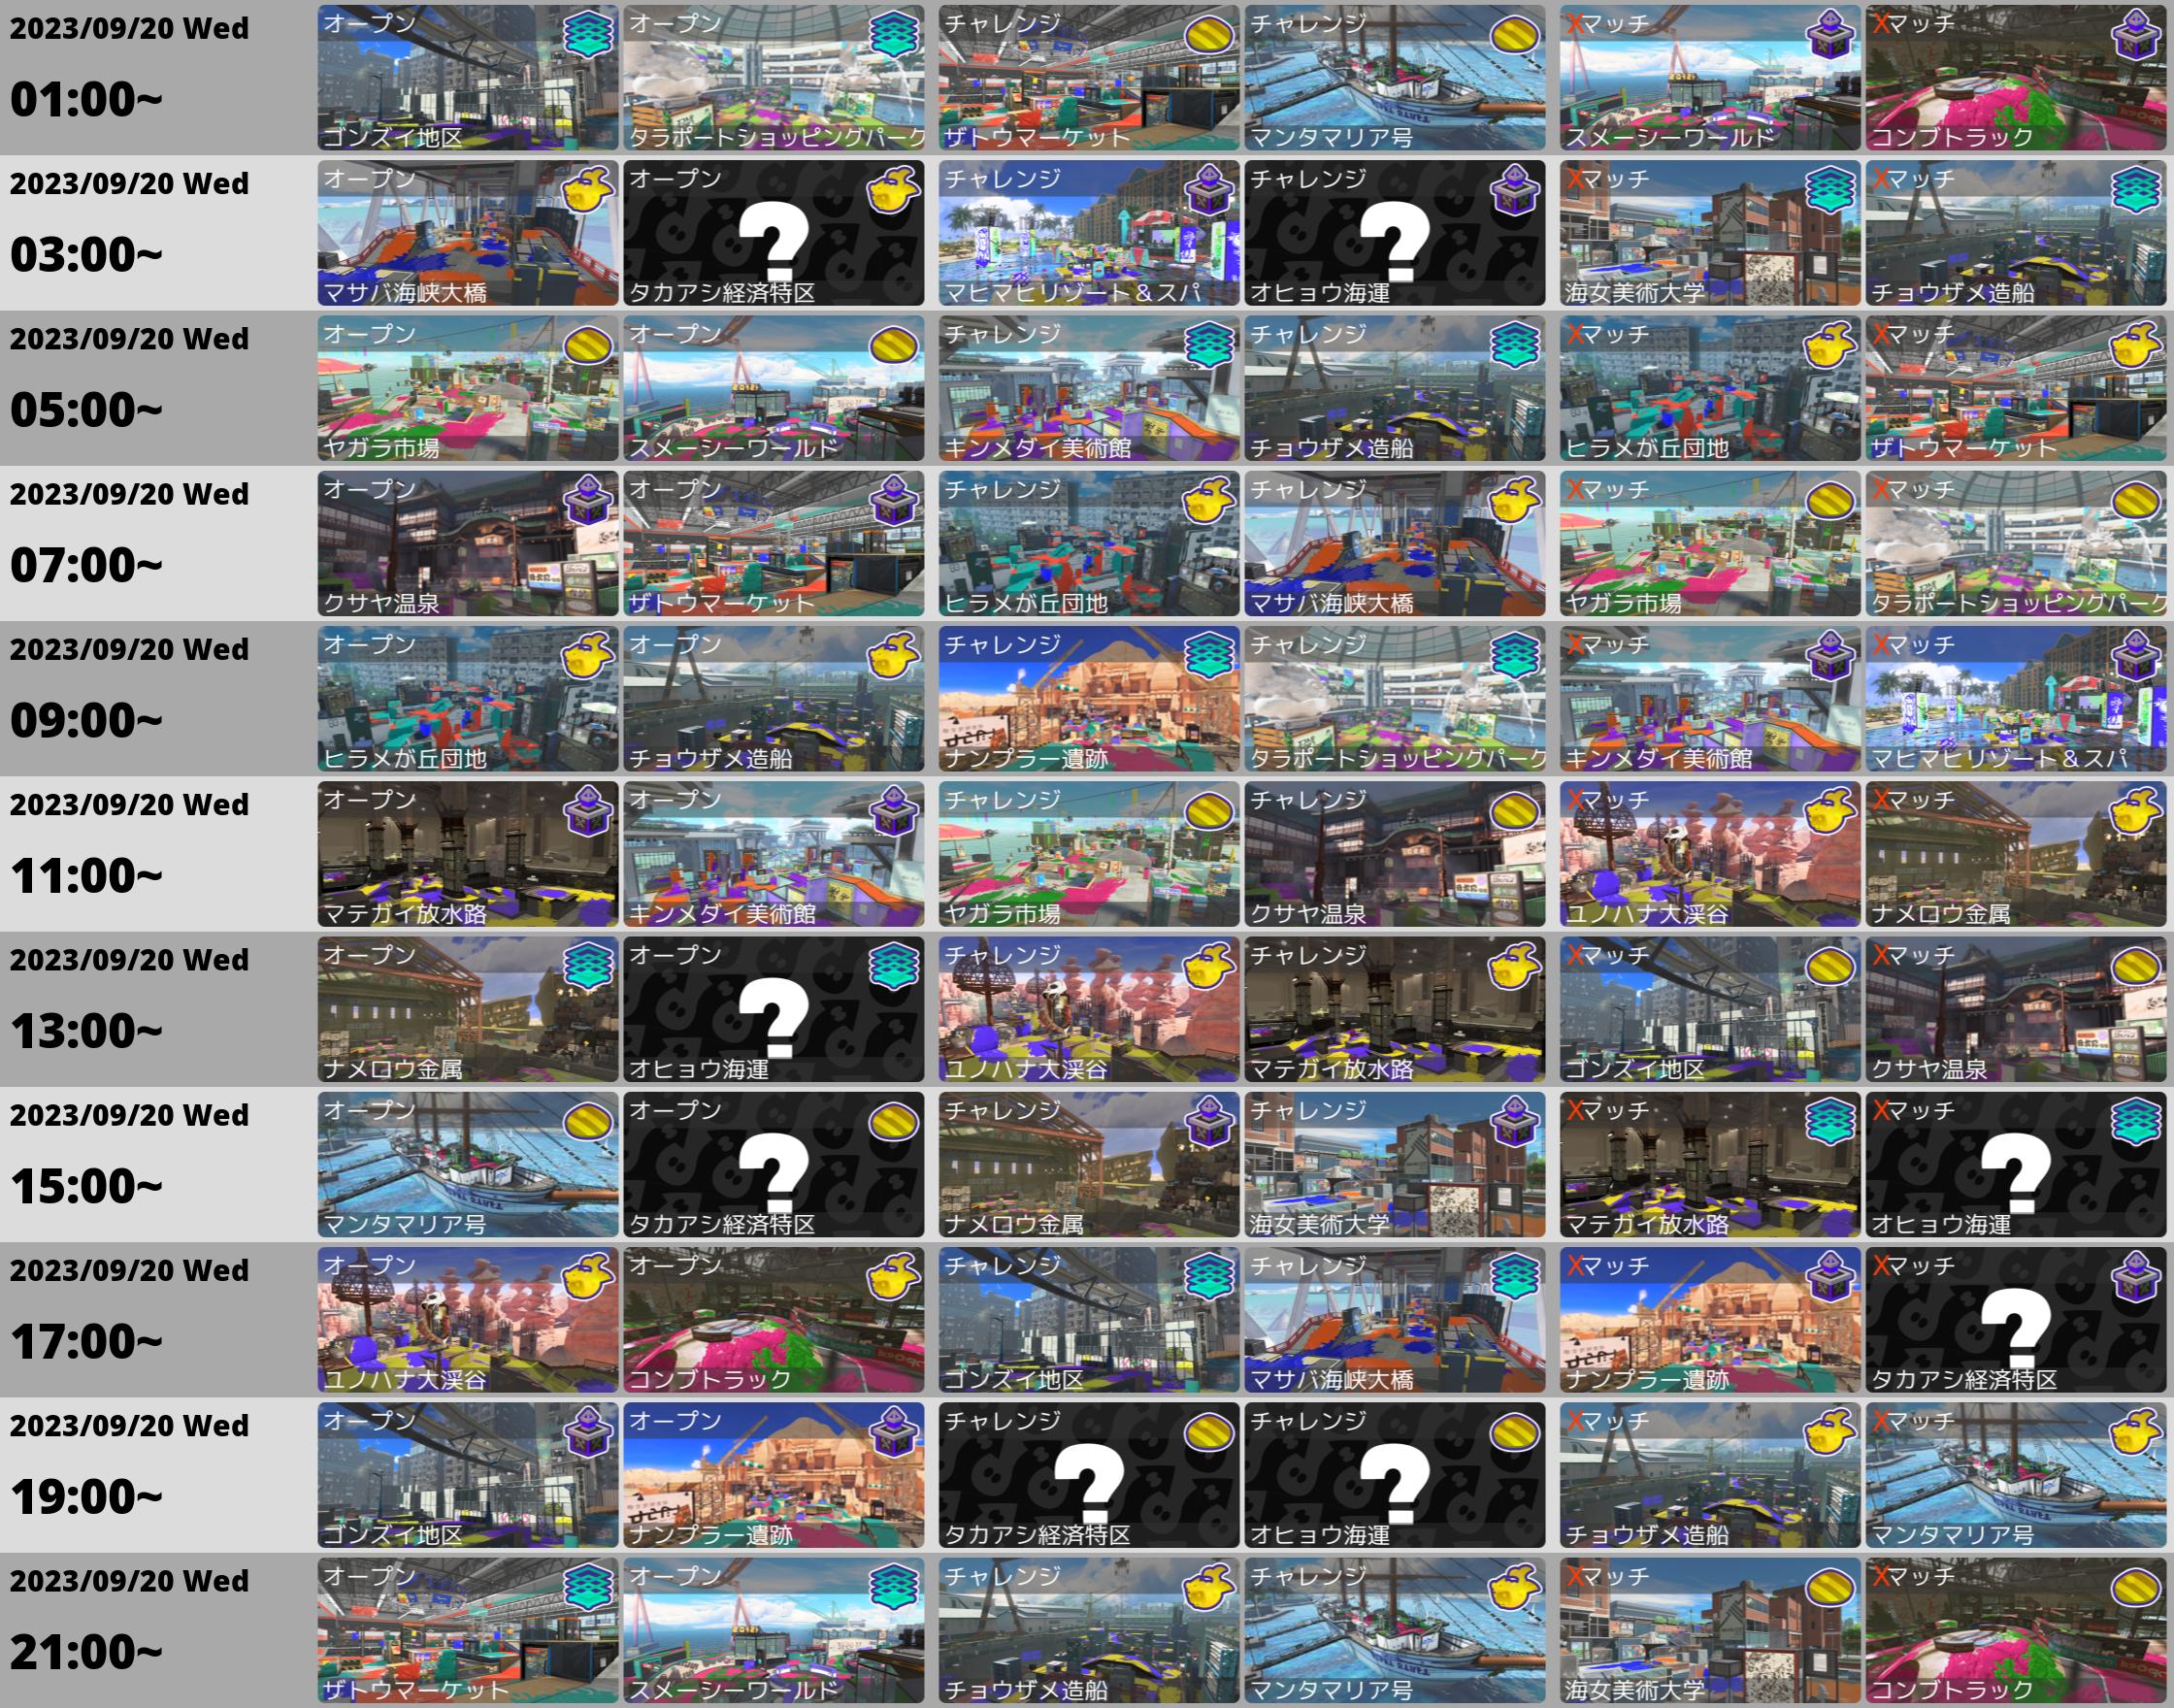 2023/09/20 Wed
01:00~
オープン
ゴンズイ地区
オープン
タラポートショッピングパーク
チャレンジ
ザトウマーケット
チャレンジ
マンタマリア号
Xマッチ
スメーシーワールド
Xマッチ
コンブトラック
2023/09/20 Wed
03:00~
オープン
マサバ海峡大橋
オープン
?
タカアシ経済特区
チャレンジ
マヒマヒリゾート&スパ
チャレンジ
?
オヒョウ海運
Xマッチ
海女美術大学
Xマッチ
チョウザメ造船
2023/09/20 Wed
05:00~
オープン
ヤガラ市場
オープン
スメーシーワールド
チャレンジ
キンメダイ美術館
チャレンジ
チョウザメ造船
Xマッチ
ヒラメが丘団地
Xマッチ
ザトウマーケット
2023/09/20 Wed
07:00~
オープン
クサヤ温泉
オープン
ザトウマーケット
チャレンジ
ヒラメが丘団地
チャレンジ
マサバ海峡大橋
Xマッチ
ヤガラ市場
Xマッチ
タラポートショッピングパーク
2023/09/20 Wed
09:00~
オープン
ヒラメが丘団地
オープン
チョウザメ造船
チャレンジ
ナンプラー遺跡
チャレンジ
タラポートショッピングパーク
Xマッチ
キンメダイ美術館
Xマッチ
マヒマヒリゾート&スパ
2023/09/20 Wed
11:00~
オープン
マテガイ放水路
オープン
キンメダイ美術館
チャレンジ
ヤガラ市場
チャレンジ
クサヤ温泉
Xマッチ
ユノハナ大渓谷
Xマッチ
ナメロウ金属
2023/09/20 Wed
13:00~
オープン
ナメロウ金属
オープン
?
オヒョウ海運
チャレンジ
ユノハナ大渓谷
チャレンジ
マテガイ放水路
Xマッチ
ゴンズイ地区
Xマッチ
クサヤ温泉
2023/09/20 Wed
15:00~
オープン
マンタマリア号
オープン
?
タカアシ経済特区
チャレンジ
ナメロウ金属
チャレンジ
海女美術大学
Xマッチ
マテガイ放水路
Xマッチ
?
オヒョウ海運
2023/09/20 Wed
17:00~
オープン
ユノハナ大渓谷
オープン
コンブトラック
チャレンジ
ゴンズイ地区
チャレンジ
マサバ海峡大橋
Xマッチ
ナンプラー遺跡
Xマッチ
?
タカアシ経済特区
2023/09/20 Wed
19:00~
オープン
ゴンズイ地区
オープン
ナンプラー遺跡
チャレンジ
?
タカアシ経済特区
チャレンジ
?
オヒョウ海運
Xマッチ
チョウザメ造船
Xマッチ
マンタマリア号
2023/09/20 Wed
21:00~
オープン
ザトウマーケット
オープン
スメーシーワールド
チャレンジ
チョウザメ造船
チャレンジ
マンタマリア号
Xマッチ
海女美術大学
Xマッチ
コンブトラック